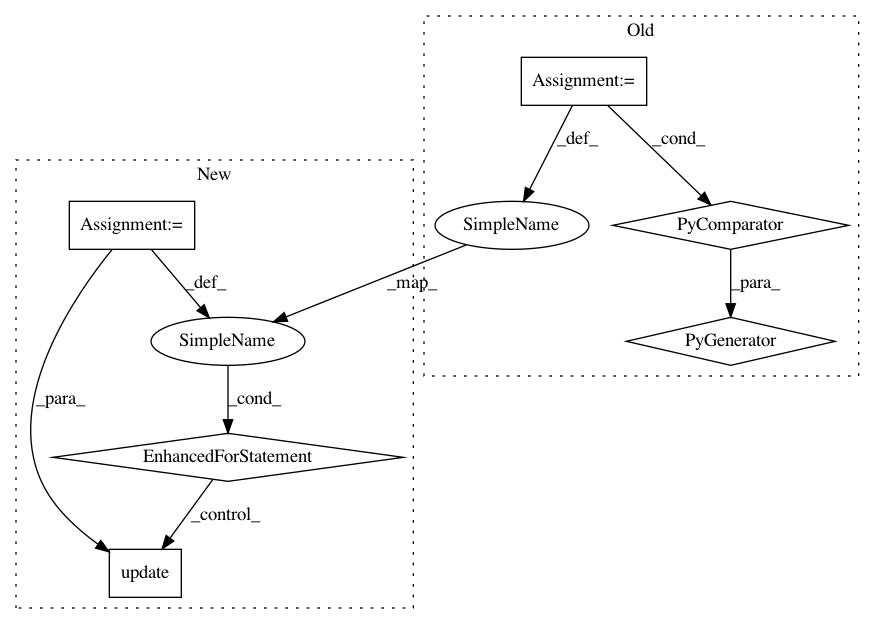 Old
Assignment:=
_def_
_cond_
New
Assignment:=
SimpleName
PyComparator
_def_
_map_
_para_
SimpleName
PyGenerator
_para_
_cond_
EnhancedForStatement
_control_
update